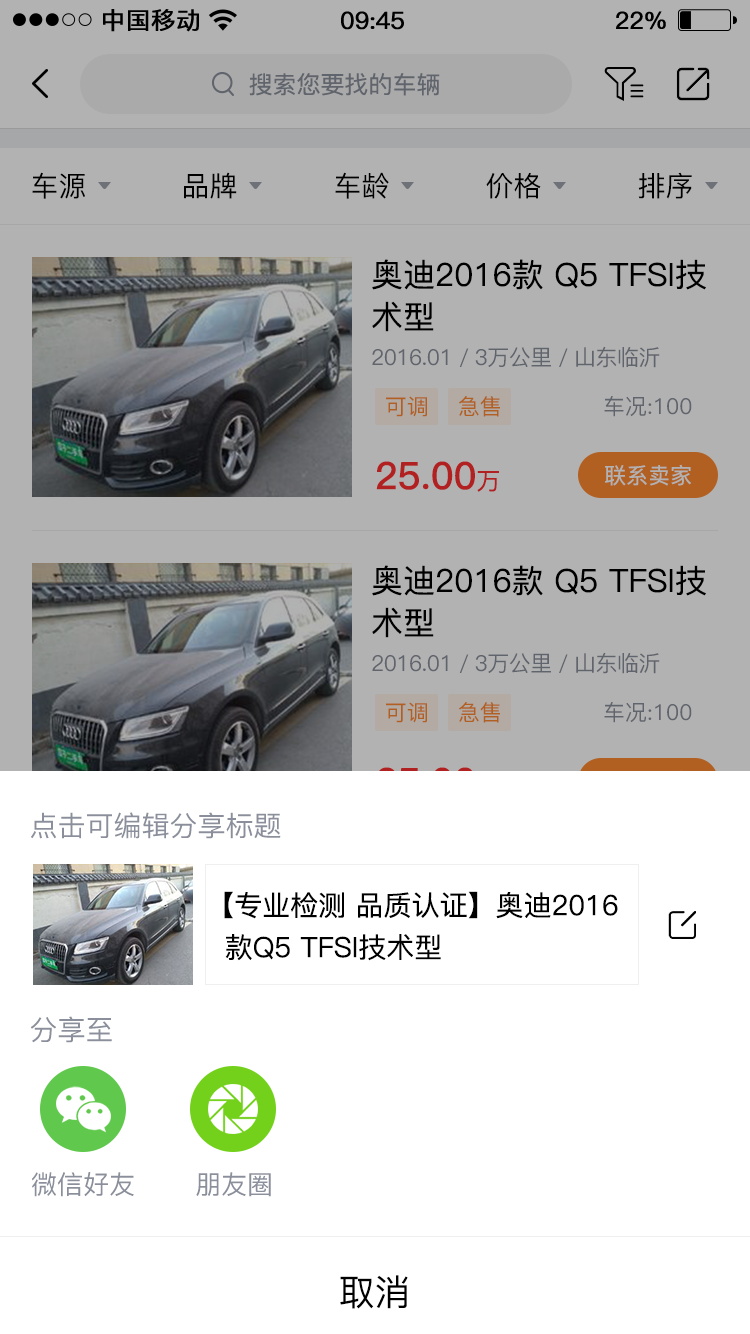 中国移动
09:45
22%
搜索您要找的车辆
车源
品牌
车龄
价格
排序
奥迪2016款 Q5 TFSI技
术型
2016.01 / 3万公里 / 山东临沂
可调
急售
车况:100
25.00万
联系卖家
奥迪2016款 Q5 TFSI技
术型
2016.01 / 3万公里 / 山东临沂
可调
急售
车况:100
点击可编辑分享标题
【专业检测 品质认证】奥迪2016
款Q5 TFSI技术型
分享至
微信好友
朋友圈
取消